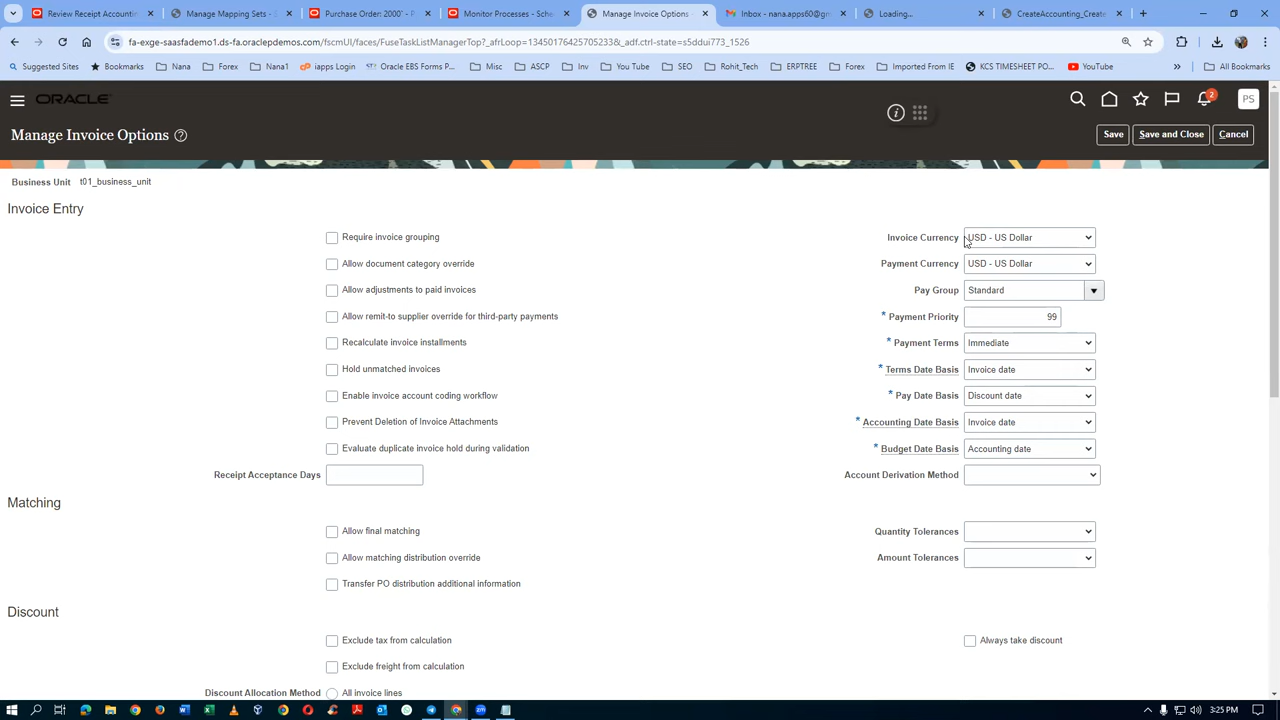 Review Receipt Accounti
Manage Mapping Sets - S
Purchase Order: 2000
Monitor Processes - Sche
Manage Invoice Options -
M Email - nana.apps60@g
Loading...
CreateAccounting_Create
fa-exge-saasfademo1.ds-fa.oraclepdemos.com/fscmUI/faces/FuseTaskListManagerTop?_afrLoop=13450176425705233&_adf.ctrl-state=s5ddui773_1526
Suggested Sites
Bookmarks
Nana
Forex
Nana1
iapps Login
Oracle EBS Forms P...
Misc
ASCP
Inv
You Tube
SEO
Rohit_Tech
ERPTREE
Forex
Imported From IE
KCS TIMESHEET PO...
YouTube
All Bookmarks
ORACLE
2
PS
Manage Invoice Options
Save
Save and Close
Cancel
Business Unit t01_business_unit
Invoice Entry
Require invoice grouping
Invoice Currency USD - US Dollar
Allow document category override
Payment Currency USD - US Dollar
Allow adjustments to paid invoices
Pay Group Standard
Allow remit-to supplier override for third-party payments
* Payment Priority 99
Recalculate invoice installments
* Payment Terms Immediate
Hold unmatched invoices
* Terms Date Basis Invoice date
Enable invoice account coding workflow
* Pay Date Basis Discount date
Prevent Deletion of Invoice Attachments
* Accounting Date Basis Invoice date
Evaluate duplicate invoice hold during validation
* Budget Date Basis Accounting date
Receipt Acceptance Days
Account Derivation Method
Matching
Allow final matching
Quantity Tolerances
Allow matching distribution override
Amount Tolerances
Transfer PO distribution additional information
Discount
Exclude tax from calculation
Always take discount
Exclude freight from calculation
Discount Allocation Method All invoice lines
3:25 PM